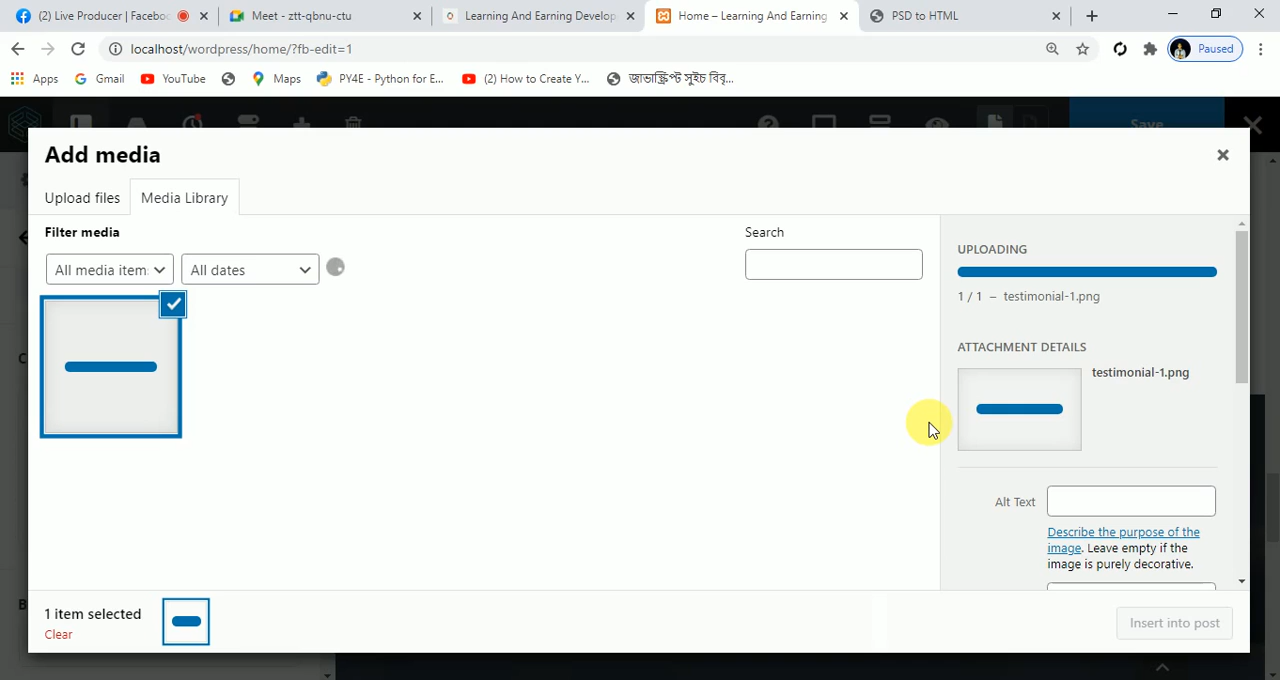 (2) Live Producer | Faceboo
Meet - ztt-qbnu-ctu
Learning And Earning Develop
Home – Learning And Earning
PSD to HTML
localhost/wordpress/home/?fb-edit=1
Paused
Apps
Gmail
YouTube
Maps
PY4E - Python for E...
(2) How to Create Y...
জাভাস্ক্রিপ্ট সুইচ বিবৃ...
Save
Add media
Upload files
Media Library
Filter media
Search
All media item
All dates
UPLOADING
1 / 1 – testimonial-1.png
ATTACHMENT DETAILS
testimonial-1.png
Alt Text
Describe the purpose of the
image. Leave empty if the
image is purely decorative.
1 item selected
Clear
Insert into post